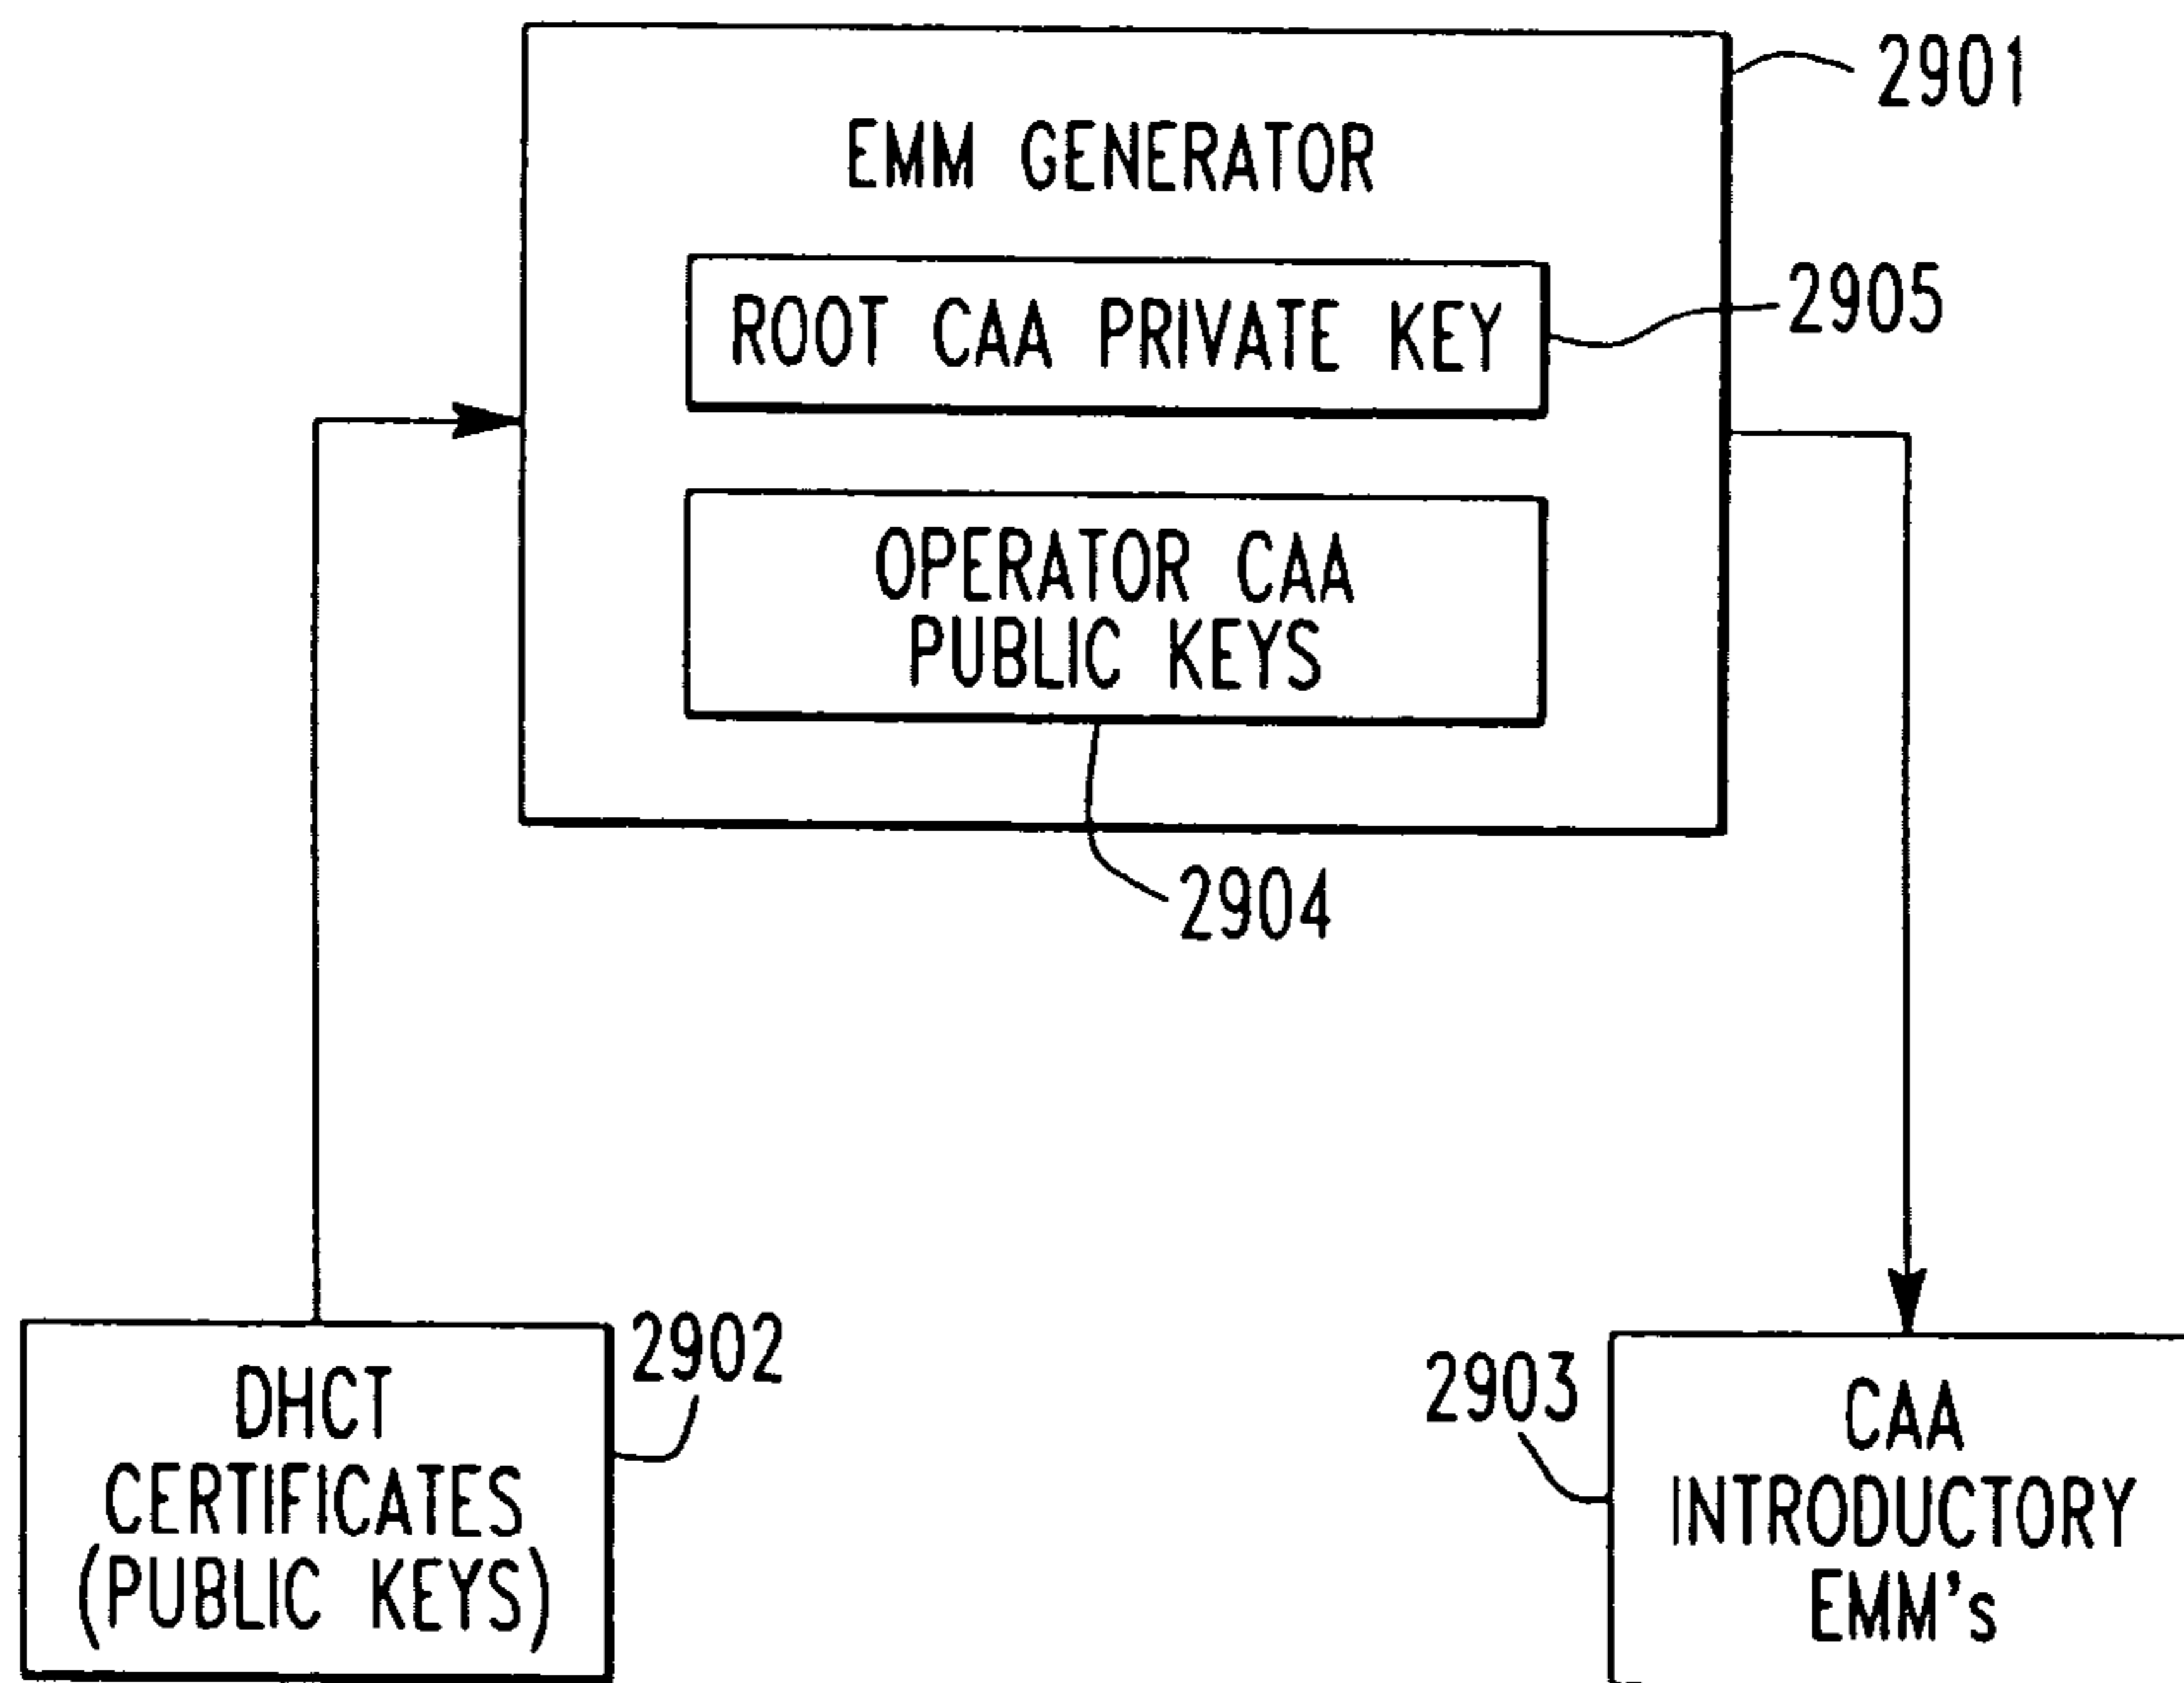 2901
EMM GENERATOR
2905
ROOT CAA PRIVATE KEY
OPERATOR CAA
PUBLIC KEYS
2904
2902
DHCT
CERTIFICATES
(PUBLIC KEYS)
2903
CAA
INTRODUCTORY
EMM's